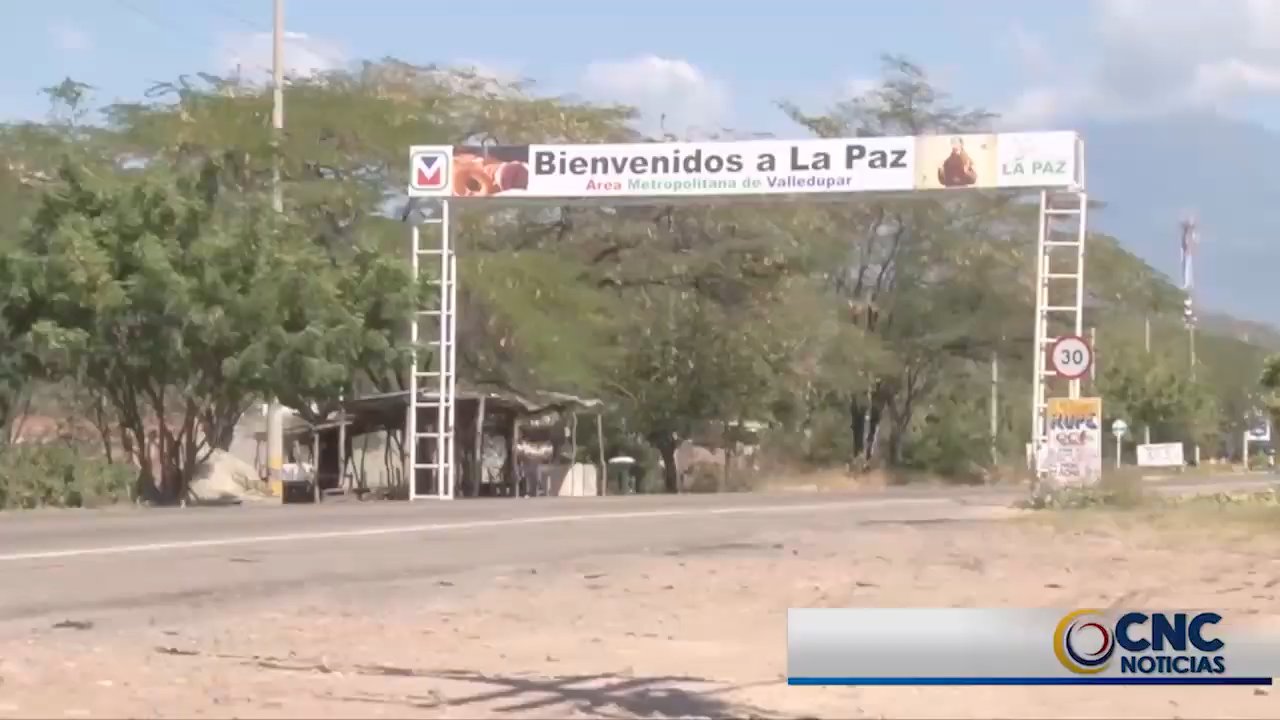 Bienvenidos a La Paz
Area Metropolitana de Valledupar
LA PAZ
30
CNC
NOTICIAS